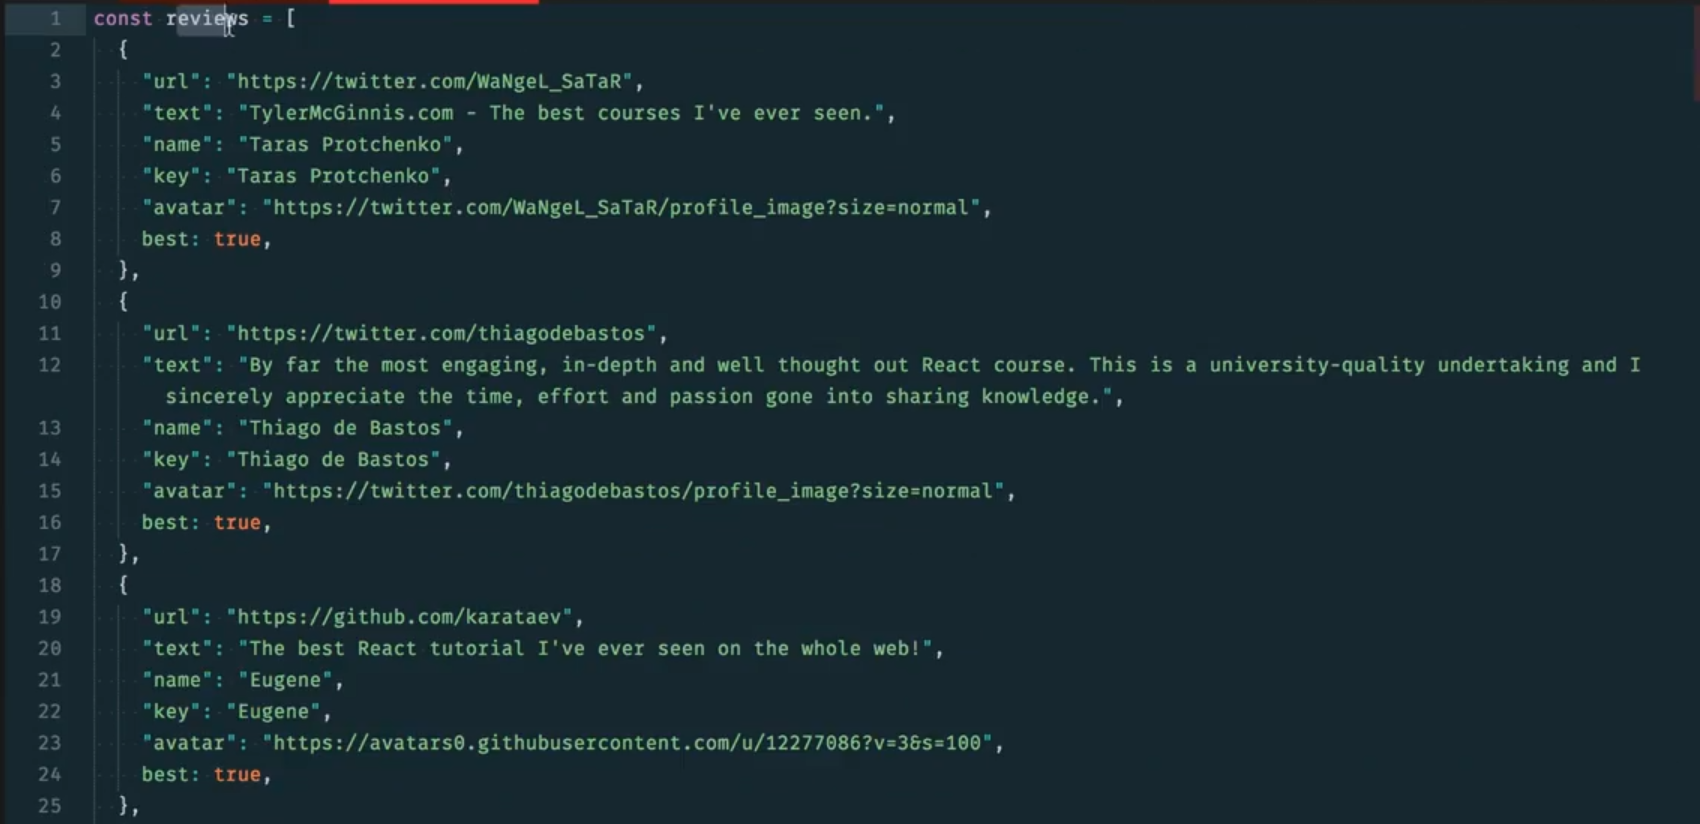 1 const reviews = [
2 {
3 "url": "https://twitter.com/WaNgeL_SaTaR",
4 "text": "TylerMcGinnis.com - The best courses I've ever seen.",
5 "name": "Taras Protchenko",
6 "key": "Taras Protchenko",
7 "avatar": "https://twitter.com/WaNgeL_SaTaR/profile_image?size=normal",
8 best: true,
9 },
10 {
11 "url": "https://twitter.com/thiagodebastos",
12 "text": "By far the most engaging, in-depth and well thought out React course. This is a university-quality undertaking and I
sincerely appreciate the time, effort and passion gone into sharing knowledge.",
13 "name": "Thiago de Bastos",
14 "key": "Thiago de Bastos",
15 "avatar": "https://twitter.com/thiagodebastos/profile_image?size=normal",
16 best: true,
17 },
18 {
19 "url": "https://github.com/karataev",
20 "text": "The best React tutorial I've ever seen on the whole web!",
21 "name": "Eugene",
22 "key": "Eugene",
23 "avatar": "https://avatars0.githubusercontent.com/u/12277086?v=3&s=100",
24 best: true,
25 },